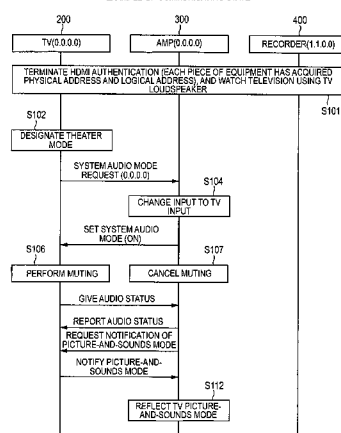 200
300
400
TV(0.0.0.0)
AMP(0.0.0.0)
RECORDER(1.1.0.0)
TERMINATE HDMI AUTHENTICATION (EACH PIECE OF EQUIPMENT HAS ACQUIRED
PHYSICAL ADDRESS AND LOGICAL ADDRESS), AND WATCH TELEVISION USING TV
LOUDSPEAKER
S101
S102
DESIGNATE THEATER
MODE
SYSTEM AUDIO MODE
REQUEST (0.0.0.0)
S104
CHANGE INPUT TO TV
INPUT
SET SYSTEM AUDIO
MODE (ON)
S106
S107
PERFORM MUTING
CANCEL MUTING
GIVE AUDIO STATUS
REPORT AUDIO STATUS
REQUEST NOTIFICATION OF
PICTURE-AND-SOUNDS MODE
NOTIFY PICTURE-AND-
SOUNDS MODE
S112
REFLECT TV PICTURE-
AND-SOUNDS MODE